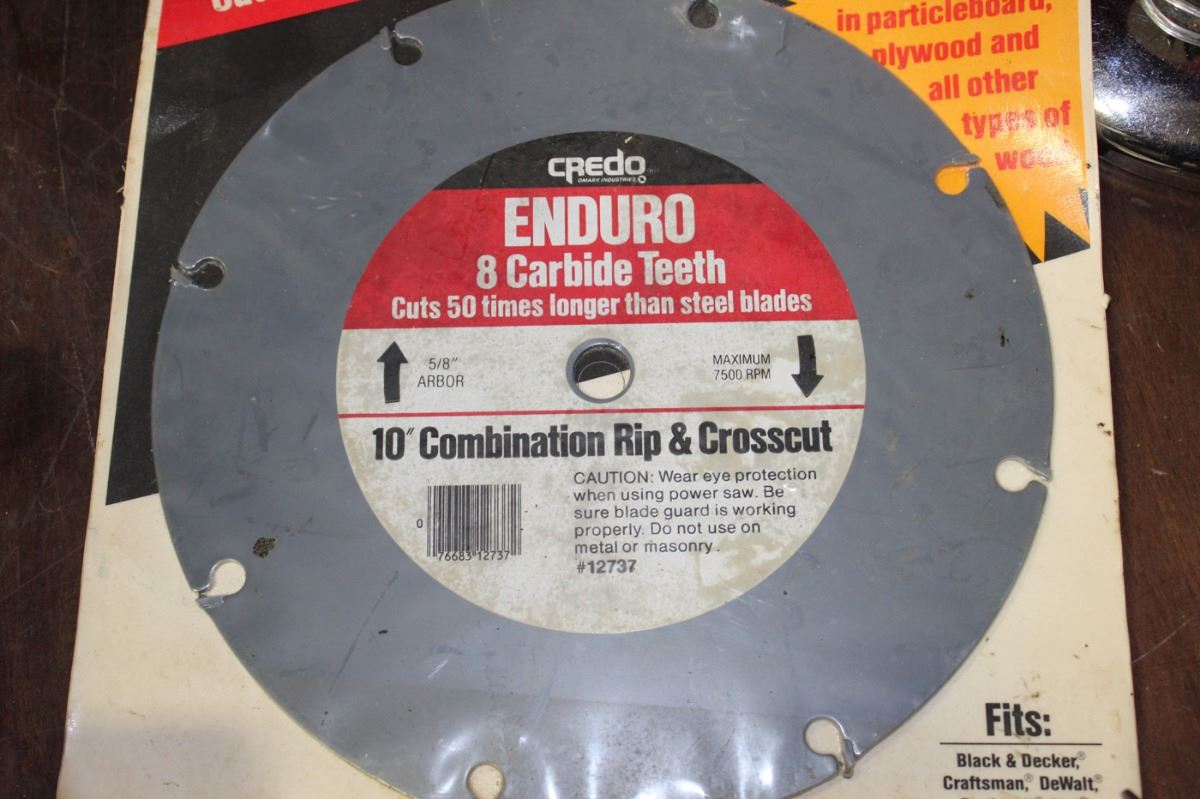 in particleboard,
plywood and
all other
types of
wood
CREDO
OMARK INDUSTRIES
ENDURO
8 Carbide Teeth
Cuts 50 times longer than steel blades
5/8"
ARBOR
MAXIMUM
7500 RPM
10" Combination Rip & Crosscut
CAUTION: Wear eye protection
when using power saw. Be
sure blade guard is working
properly. Do not use on
metal or masonry.
#12737
0 76683 12737
Fits:
Black & Decker,®
Craftsman,® DeWalt,®